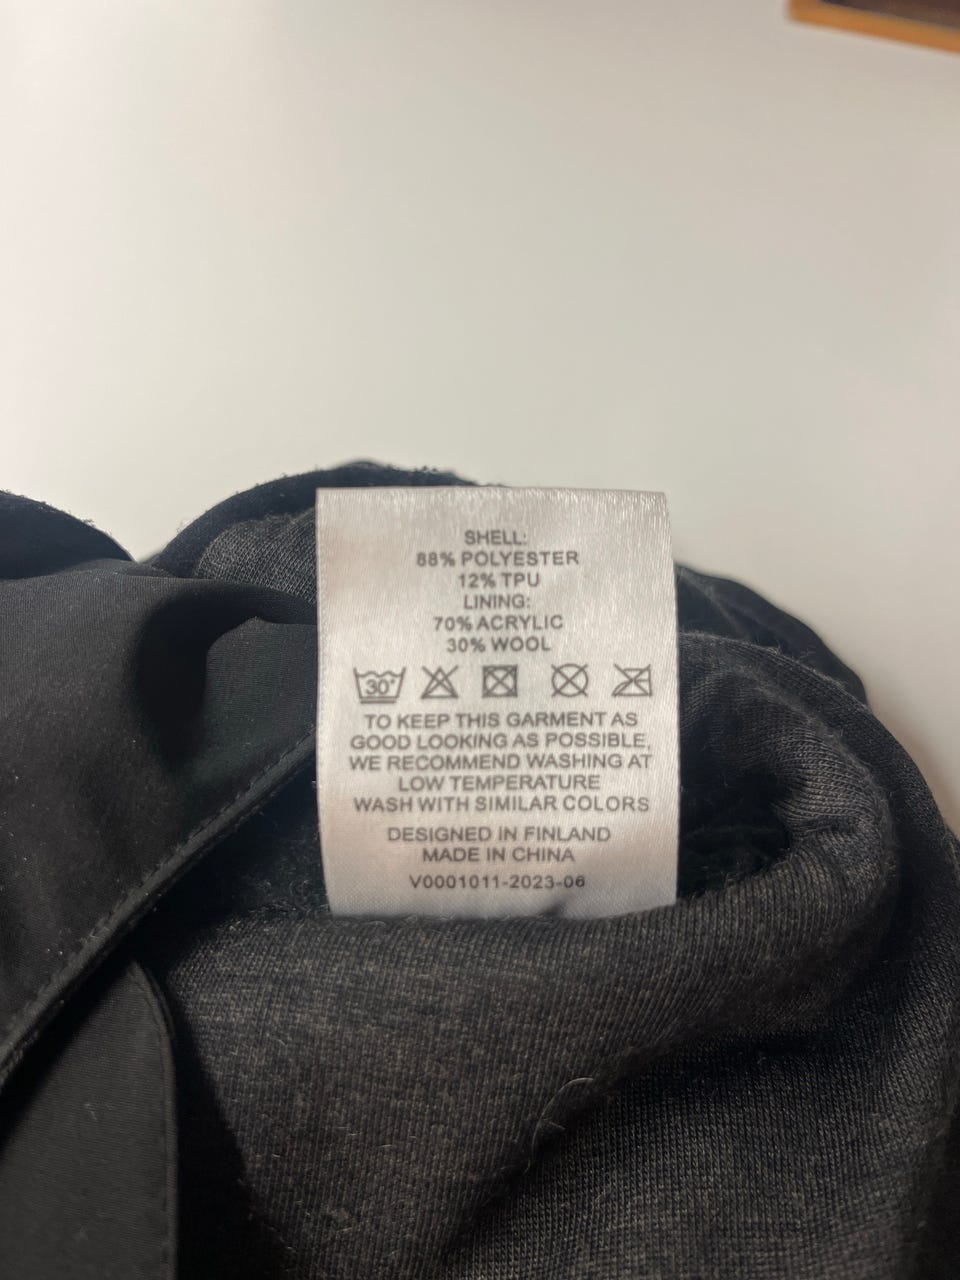 SHELL:
88% POLYESTER
12% TPU
LINING:
70% ACRYLIC
30% WOOL
30°
TO KEEP THIS GARMENT AS
GOOD LOOKING AS POSSIBLE,
WE RECOMMEND WASHING AT
LOW TEMPERATURE
WASH WITH SIMILAR COLORS
DESIGNED IN FINLAND
MADE IN CHINA
V0001011-2023-06